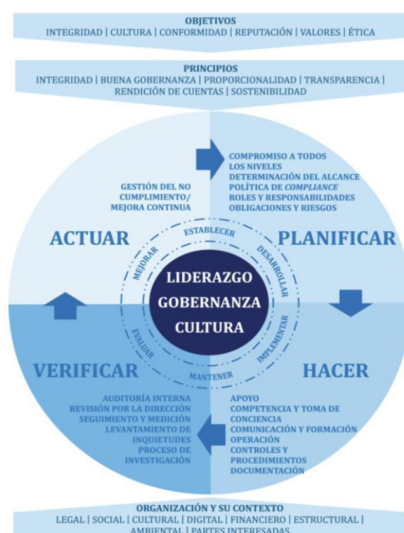 OBJETIVOS
INTEGRIDAD | CULTURA | CONFORMIDAD | REPUTACIÓN | VALORES | ÉTICA
PRINCIPIOS
INTEGRIDAD | BUENA GOBERNANZA | PROPORCIONALIDAD | TRANSPARENCIA |
RENDICIÓN DE CUENTAS | SOSTENIBILIDAD
COMPROMISO A TODOS
LOS NIVELES
DETERMINACIÓN DEL ALCANCE
POLÍTICA DE COMPLIANCE
ROLES Y RESPONSABILIDADES
OBLIGACIONES Y RIESGOS
PLANIFICAR
GESTIÓN DEL NO
CUMPLIMIENTO/
MEJORA CONTINUA
ACTUAR
ESTABLECER
DESARROLLAR
IMPLEMENTAR
MANTENER
EVALUAR
MEJORAR
LIDERAZGO
GOBERNANZA
CULTURA
VERIFICAR
AUDITORÍA INTERNA
REVISIÓN POR LA DIRECCIÓN
SEGUIMIENTO Y MEDICIÓN
LEVANTAMIENTO DE
INQUIETUDES
PROCESO DE
INVESTIGACIÓN
HACER
APOYO
COMPETENCIA Y TOMA DE
CONCIENCIA
COMUNICACIÓN Y FORMACIÓN
OPERACIÓN
CONTROLES Y
PROCEDIMIENTOS
DOCUMENTACIÓN
ORGANIZACIÓN Y SU CONTEXTO
LEGAL | SOCIAL | CULTURAL | DIGITAL | FINANCIERO | ESTRUCTURAL |
AMBIENTAL | PARTES INTERESADAS